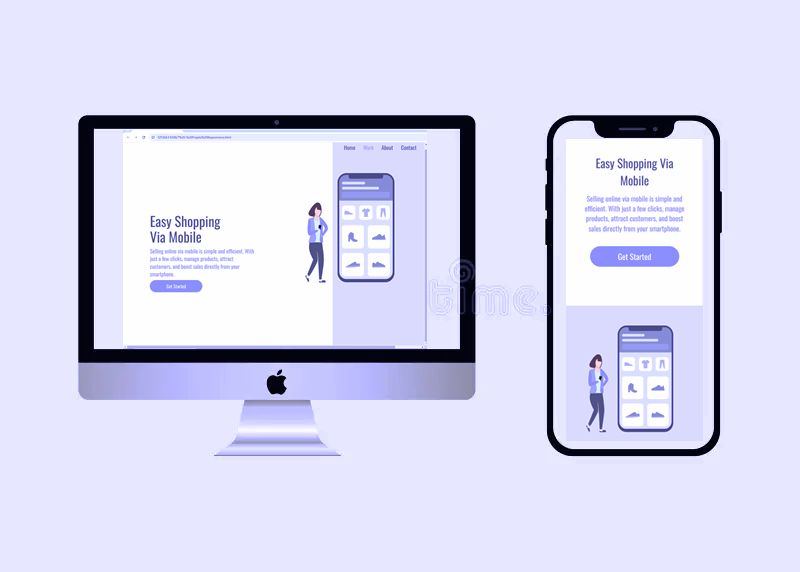 Home Work About Contact
Easy Shopping
Via Mobile
Selling online via mobile is simple and efficient. With
just a few clicks, manage products, attract
customers, and boost sales directly from your
smartphone.
Get Started
Easy Shopping Via
Mobile
Selling online via mobile is simple and
efficient. With just a few clicks, manage
products, attract customers, and boost
sales directly from your smartphone.
Get Started
time.